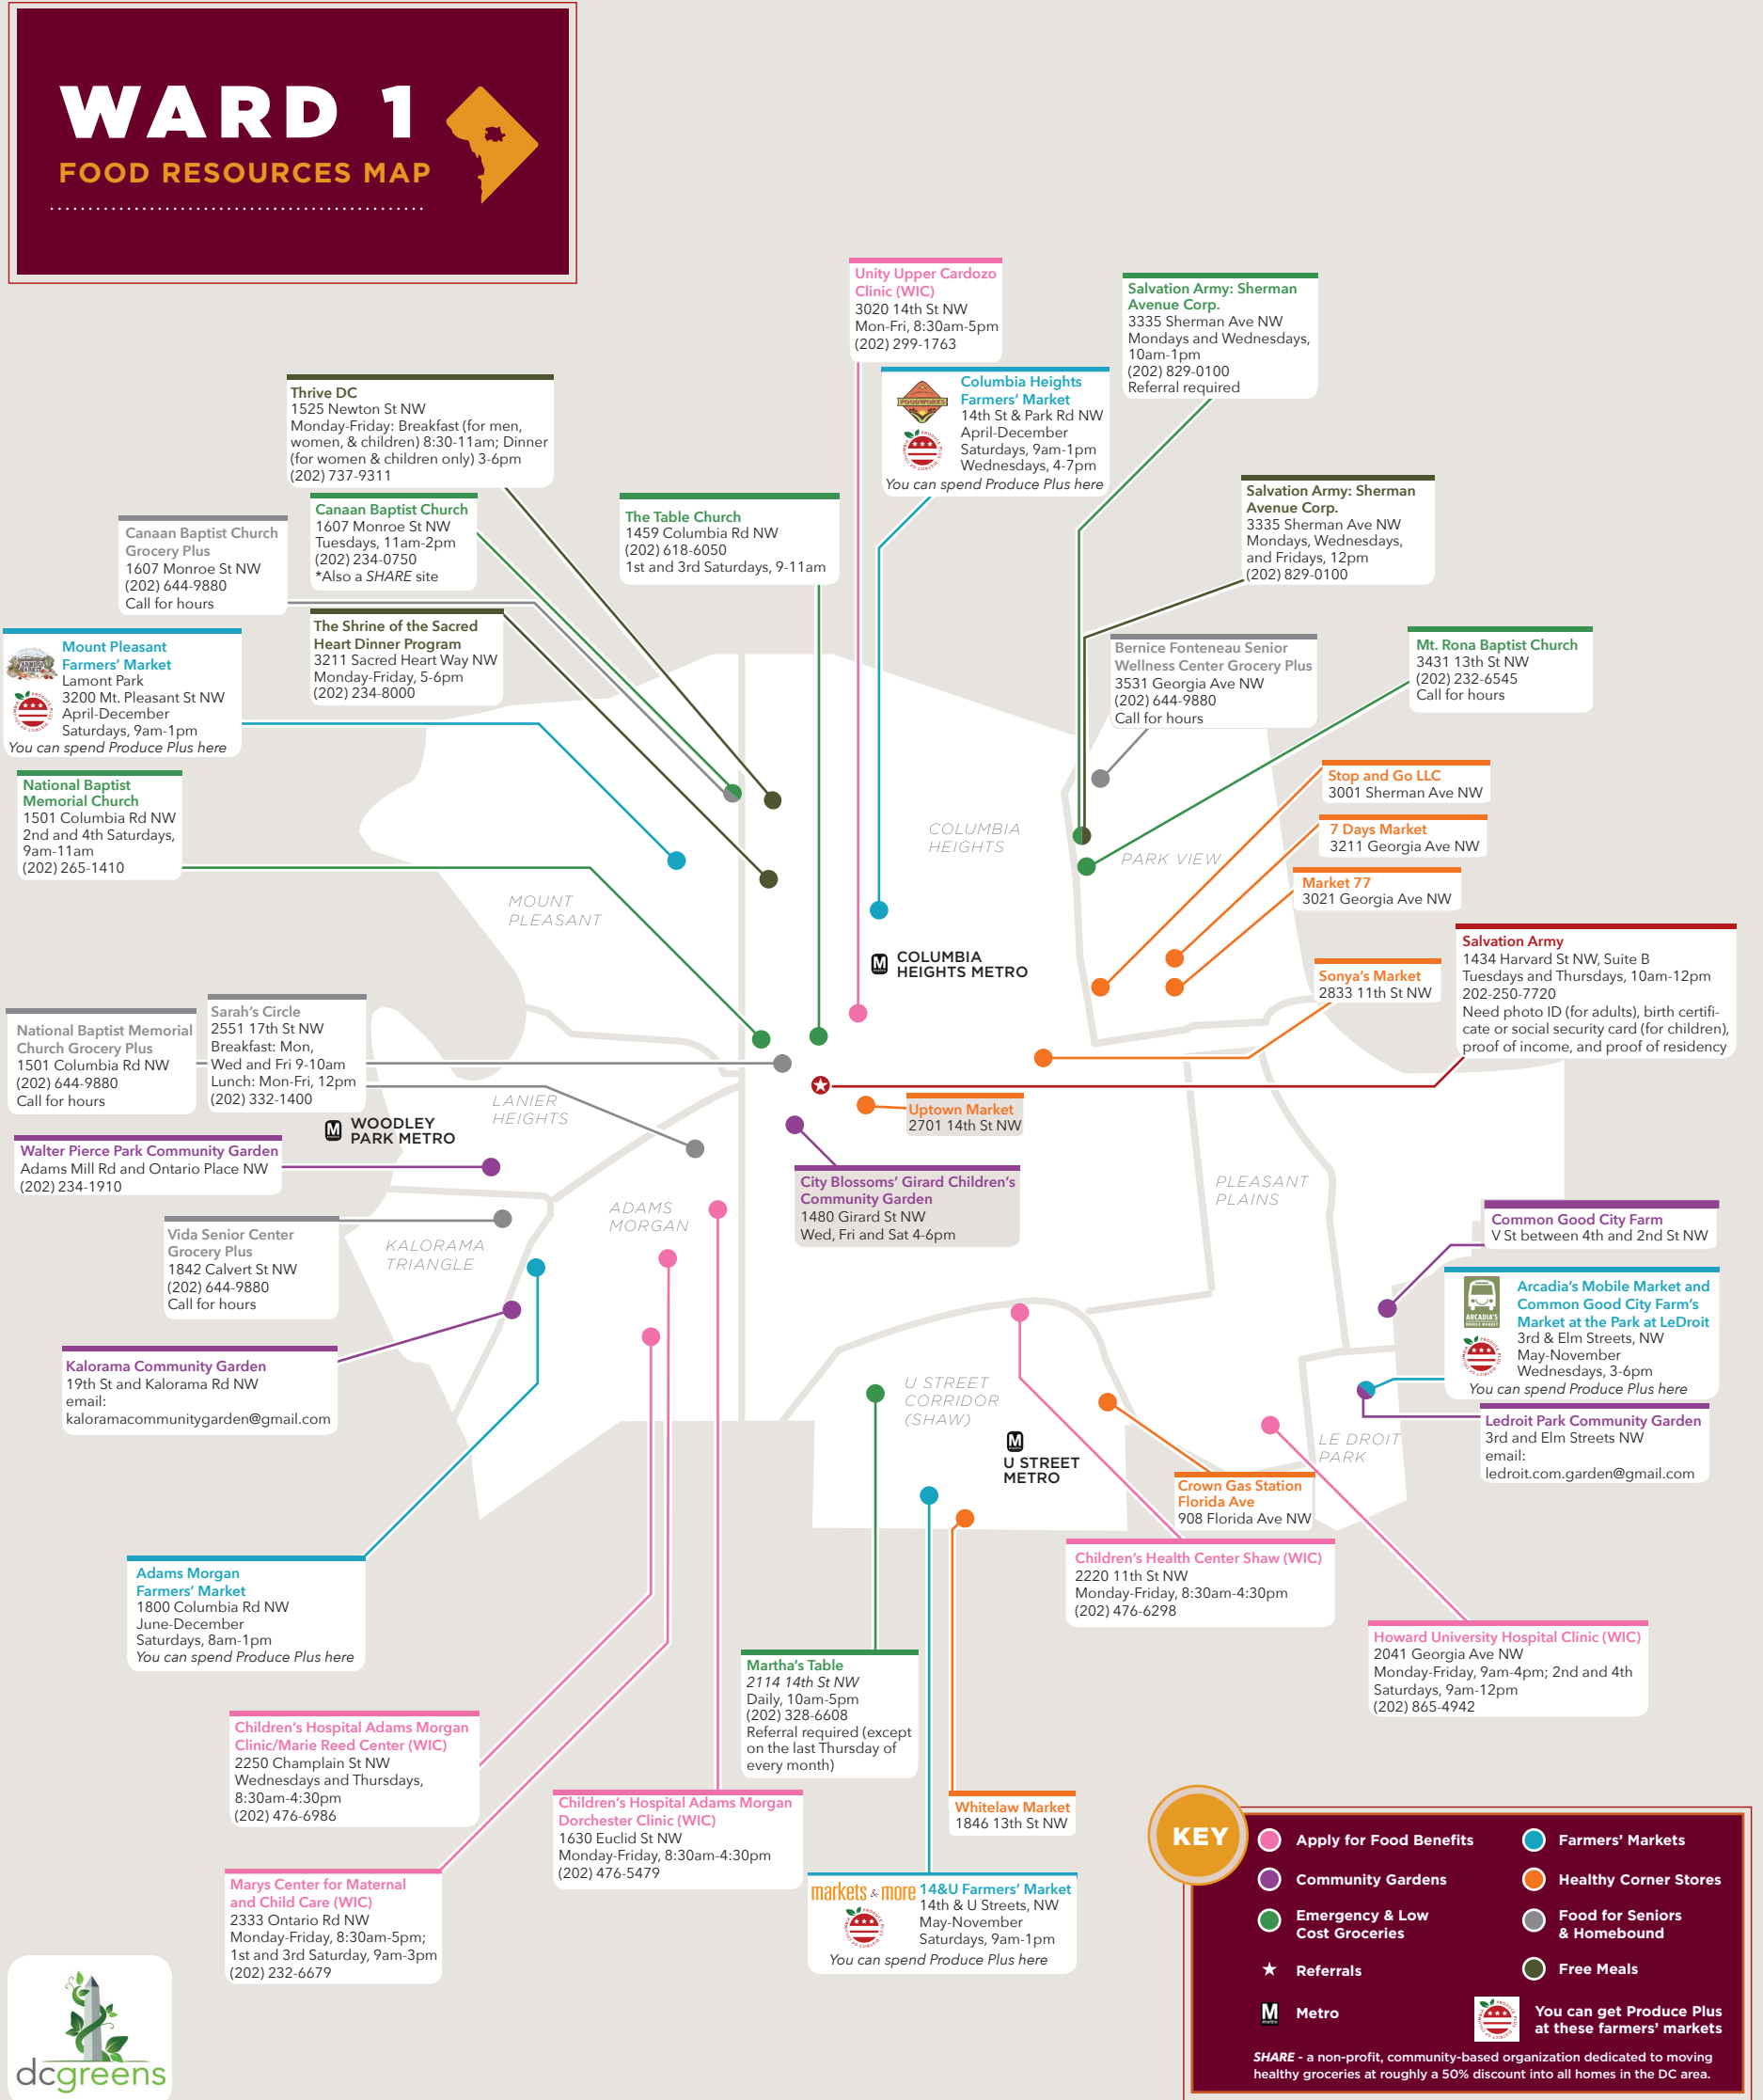 WARD 1
FOOD RESOURCES MAP
Unity Upper Cardozo
Clinic (WIC)
3020 14th St NW
Mon-Fri, 8:30am-5pm
(202) 299-1763
Salvation Army: Sherman
Avenue Corp.
3335 Sherman Ave NW
Mondays and Wednesdays,
10am-1pm
(202) 829-0100
Referral required
Thrive DC
1525 Newton St NW
Monday-Friday: Breakfast (for men,
women, & children) 8:30-11am; Dinner
(for women & children only) 3-6pm
(202) 737-9311
FOODWORKS
Columbia Heights
Farmers' Market
14th St & Park Rd NW
April-December
Saturdays, 9am-1pm
Wednesdays, 4-7pm
You can spend Produce Plus here
Salvation Army: Sherman
Avenue Corp.
3335 Sherman Ave NW
Mondays, Wednesdays,
and Fridays, 12pm
(202) 829-0100
Canaan Baptist Church
1607 Monroe St NW
Tuesdays, 11am-2pm
(202) 234-0750
*Also a SHARE site
The Table Church
1459 Columbia Rd NW
(202) 618-6050
1st and 3rd Saturdays, 9-11am
Canaan Baptist Church
Grocery Plus
1607 Monroe St NW
(202) 644-9880
Call for hours
The Shrine of the Sacred
Heart Dinner Program
3211 Sacred Heart Way NW
Monday-Friday, 5-6pm
(202) 234-8000
Mount Pleasant
Farmers' Market
Lamont Park
3200 Mt. Pleasant St NW
April-December
Saturdays, 9am-1pm
You can spend Produce Plus here
Bernice Fonteneau Senior
Wellness Center Grocery Plus
3531 Georgia Ave NW
(202) 644-9880
Call for hours
Mt. Rona Baptist Church
3431 13th St NW
(202) 232-6545
Call for hours
National Baptist
Memorial Church
1501 Columbia Rd NW
2nd and 4th Saturdays,
9am-11am
(202) 265-1410
Stop and Go LLC
3001 Sherman Ave NW
7 Days Market
3211 Georgia Ave NW
Market 77
3021 Georgia Ave NW
COLUMBIA
HEIGHTS
PARK VIEW
MOUNT
PLEASANT
COLUMBIA
HEIGHTS METRO
Salvation Army
1434 Harvard St NW, Suite B
Tuesdays and Thursdays, 10am-12pm
202-250-7720
Need photo ID (for adults), birth certifi-
cate or social security card (for children),
proof of income, and proof of residency
Sonya's Market
2833 11th St NW
National Baptist Memorial
Church Grocery Plus
1501 Columbia Rd NW
(202) 644-9880
Call for hours
Sarah's Circle
2551 17th St NW
Breakfast: Mon,
Wed and Fri 9-10am
Lunch: Mon-Fri, 12pm
(202) 332-1400
LANIER
HEIGHTS
WOODLEY
PARK METRO
Uptown Market
2701 14th St NW
Walter Pierce Park Community Garden
Adams Mill Rd and Ontario Place NW
(202) 234-1910
City Blossoms' Girard Children's
Community Garden
1480 Girard St NW
Wed, Fri and Sat 4-6pm
PLEASANT
PLAINS
ADAMS
MORGAN
KALORAMA
TRIANGLE
Vida Senior Center
Grocery Plus
1842 Calvert St NW
(202) 644-9880
Call for hours
Common Good City Farm
V St between 4th and 2nd St NW
ARCADIA'S
MOBILE MARKET
Arcadia's Mobile Market and
Common Good City Farm's
Market at the Park at LeDroit
3rd & Elm Streets, NW
May-November
Wednesdays, 3-6pm
You can spend Produce Plus here
Kalorama Community Garden
19th St and Kalorama Rd NW
email:
kaloramacommunitygarden@gmail.com
Ledroit Park Community Garden
3rd and Elm Streets NW
email:
ledroit.com.garden@gmail.com
U STREET
CORRIDOR
(SHAW)
U STREET
METRO
LE DROIT
PARK
Crown Gas Station
Florida Ave
908 Florida Ave NW
Children's Health Center Shaw (WIC)
2220 11th St NW
Monday-Friday, 8:30am-4:30pm
(202) 476-6298
Adams Morgan
Farmers' Market
1800 Columbia Rd NW
June-December
Saturdays, 8am-1pm
You can spend Produce Plus here
Howard University Hospital Clinic (WIC)
2041 Georgia Ave NW
Monday-Friday, 9am-4pm; 2nd and 4th
Saturdays, 9am-12pm
(202) 865-4942
Martha's Table
2114 14th St NW
Daily, 10am-5pm
(202) 328-6608
Referral required (except
on the last Thursday of
every month)
Children's Hospital Adams Morgan
Clinic/Marie Reed Center (WIC)
2250 Champlain St NW
Wednesdays and Thursdays,
8:30am-4:30pm
(202) 476-6986
Children's Hospital Adams Morgan
Dorchester Clinic (WIC)
1630 Euclid St NW
Monday-Friday, 8:30am-4:30pm
(202) 476-5479
Whitelaw Market
1846 13th St NW
Marys Center for Maternal
and Child Care (WIC)
2333 Ontario Rd NW
Monday-Friday, 8:30am-5pm;
1st and 3rd Saturday, 9am-3pm
(202) 232-6679
markets & more
14&U Farmers' Market
14th & U Streets, NW
May-November
Saturdays, 9am-1pm
You can spend Produce Plus here
KEY
Apply for Food Benefits
Community Gardens
Emergency & Low
Cost Groceries
Referrals
M
metro
Metro
Farmers' Markets
Healthy Corner Stores
Food for Seniors
& Homebound
Free Meals
You can get Produce Plus
at these farmers' markets
SHARE - a non-profit, community-based organization dedicated to moving
healthy groceries at roughly a 50% discount into all homes in the DC area.
dcgreens